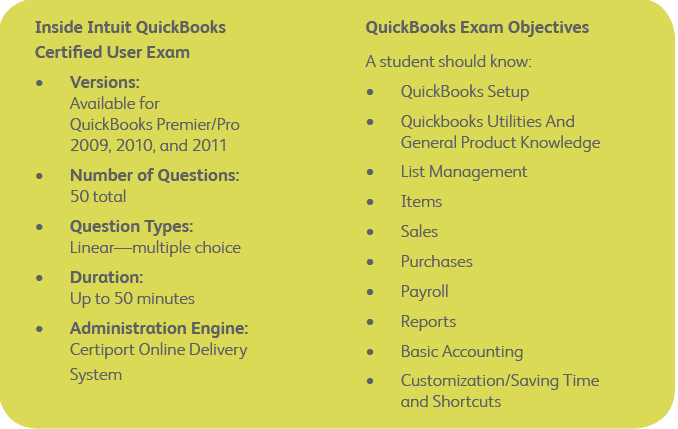 Inside Intuit QuickBooks
Certified User Exam
• Versions:
Available for
QuickBooks Premier/Pro
2009, 2010, and 2011
• Number of Questions:
50 total
• Question Types:
Linear—multiple choice
• Duration:
Up to 50 minutes
• Administration Engine:
Certiport Online Delivery
System
QuickBooks Exam Objectives
A student should know:
• QuickBooks Setup
• Quickbooks Utilities And
General Product Knowledge
• List Management
• Items
• Sales
• Purchases
• Payroll
• Reports
• Basic Accounting
• Customization/Saving Time
and Shortcuts